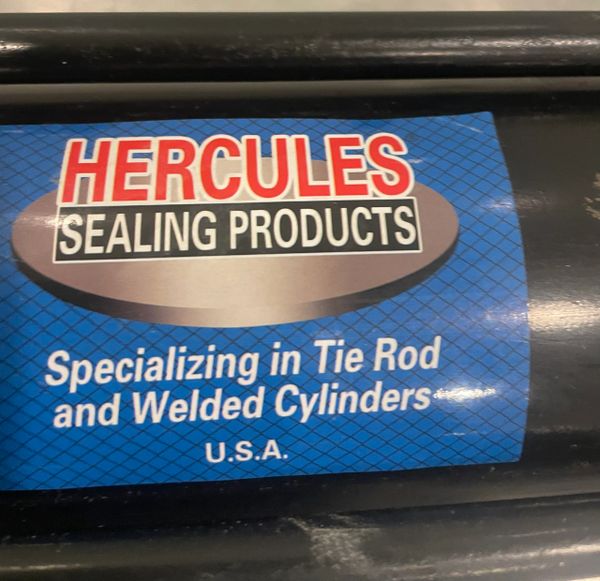 HERCULES
SEALING PRODUCTS
Specializing in Tie Rod
and Welded Cylinders
U.S.A.